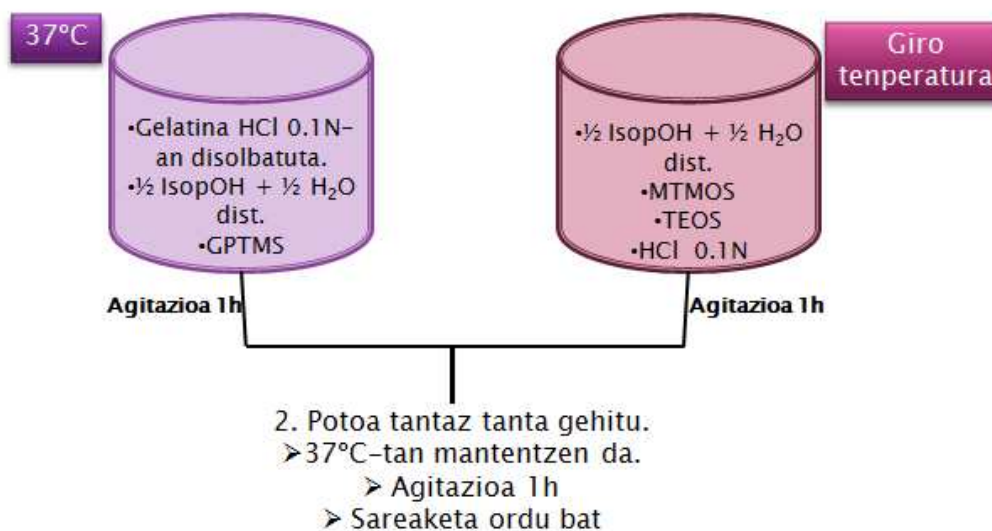 37ºC
•Gelatina HCl 0.1N-
an disolbatuta.
•½ IsopOH + ½ H₂O
dist.
•GPTMS
Giro
tenperatura
•½ IsopOH + ½ H₂O
dist.
•MTMOS
•TEOS
•HCl 0.1N
Agitazioa 1h
Agitazioa 1h
2. Potoa tantaz tanta gehitu.
➢37ºC-tan mantentzen da.
➢ Agitazioa 1h
➢ Sareaketa ordu bat